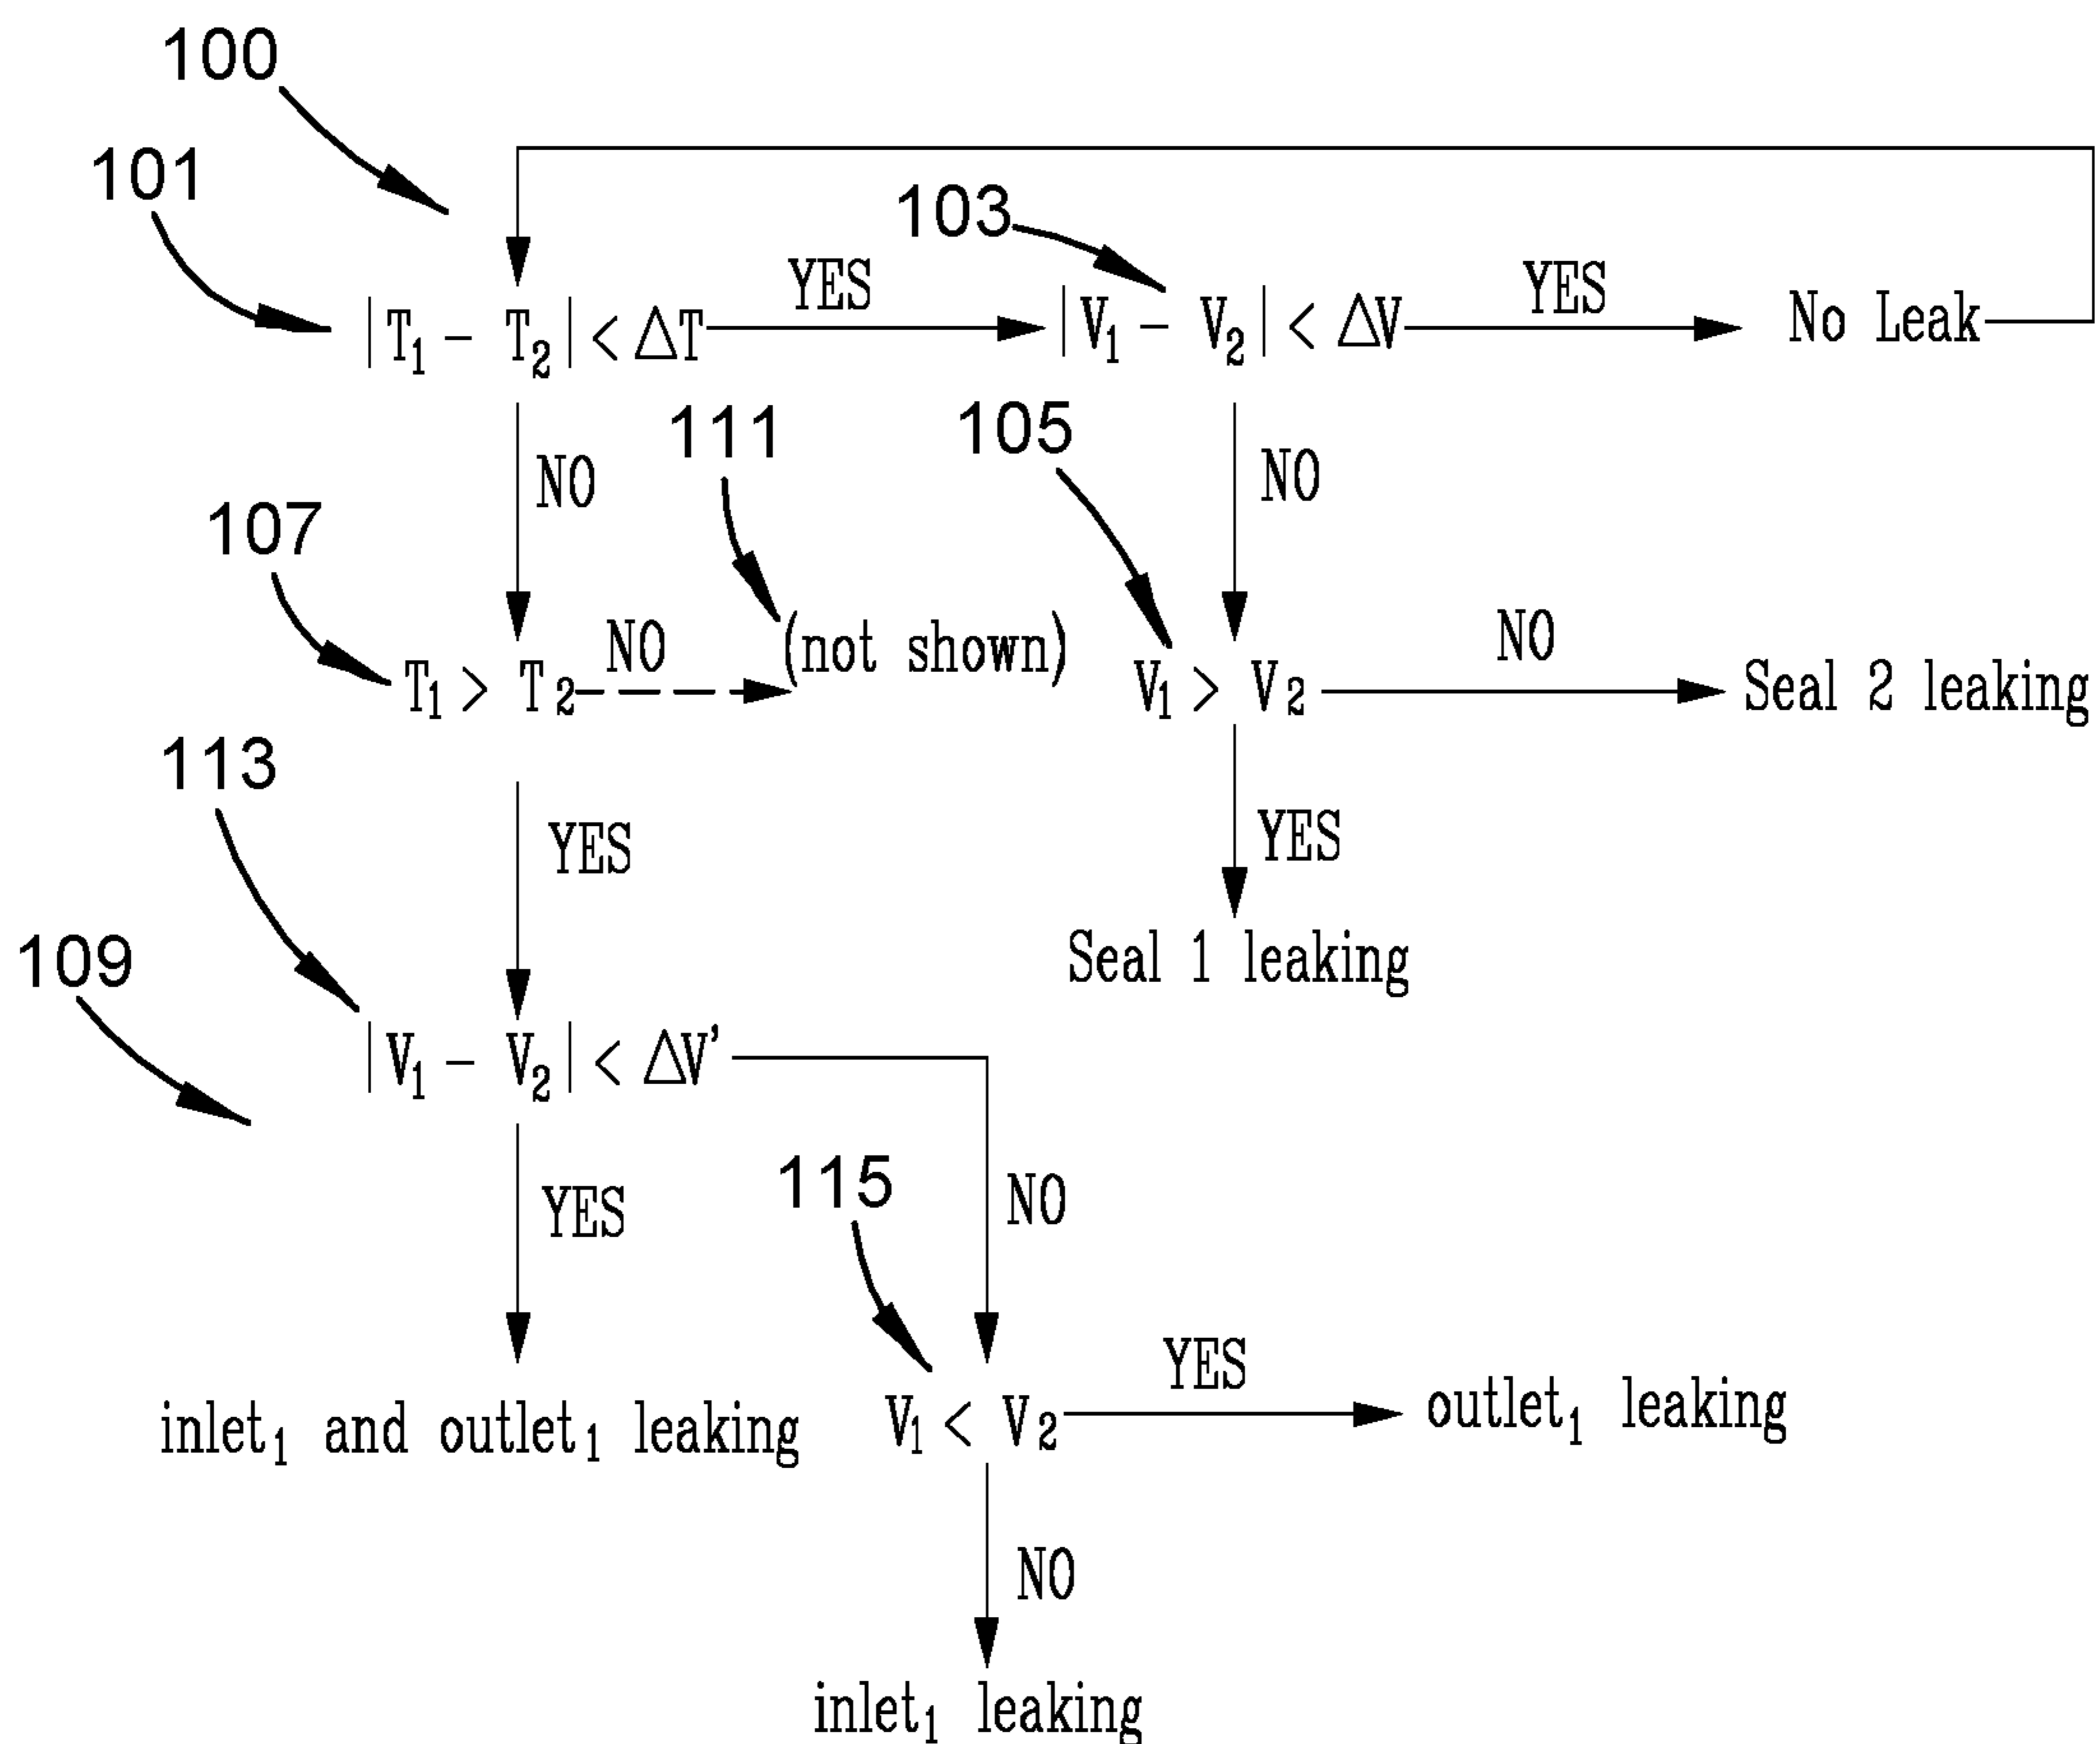 100
101
103
|T₁ − T₂| < ΔT
YES
|V₁ − V₂| < ΔV
YES
No Leak
111
105
NO
NO
107
T₁ > T₂
NO
(not shown)
V₁ > V₂
NO
Seal 2 leaking
113
YES
YES
109
Seal 1 leaking
|V₁ − V₂| < ΔV'
115
YES
NO
inlet₁ and outlet₁ leaking
V₁ < V₂
YES
outlet₁ leaking
NO
inlet₁ leaking